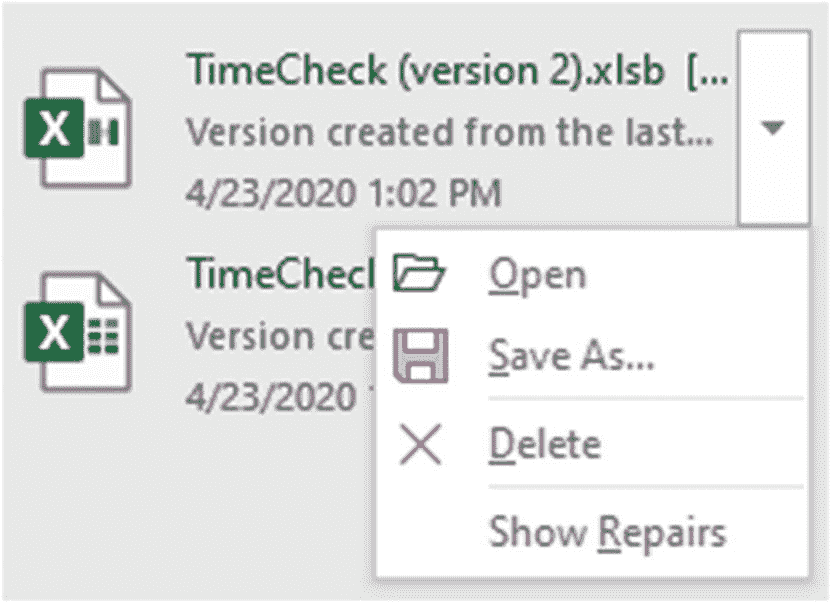 TimeCheck (version 2).xlsb [...
Version created from the last...
4/23/2020 1:02 PM
TimeCheck
Version cre
4/23/2020
Open
Save As...
Delete
Show Repairs
X
X